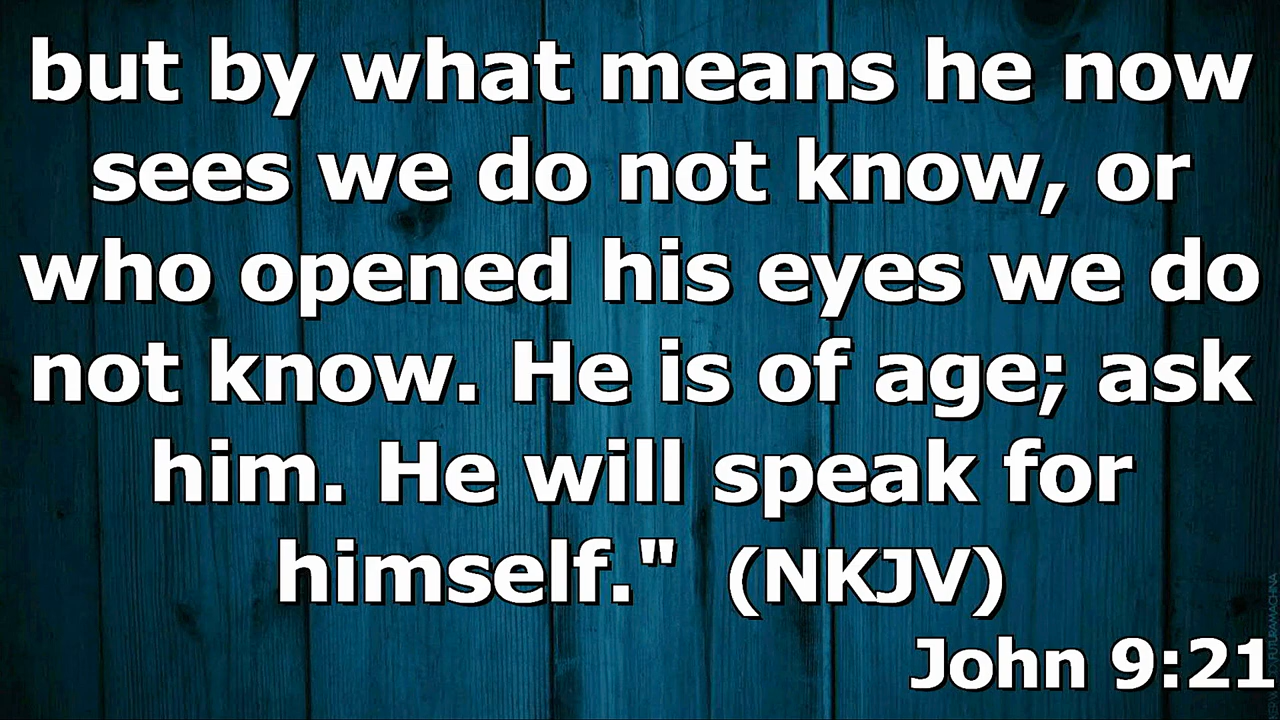 but by what means he now
sees we do not know, or
who opened his eyes we do
not know. He is of age; ask
him. He will speak for
himself." (NKJV)
John 9:21